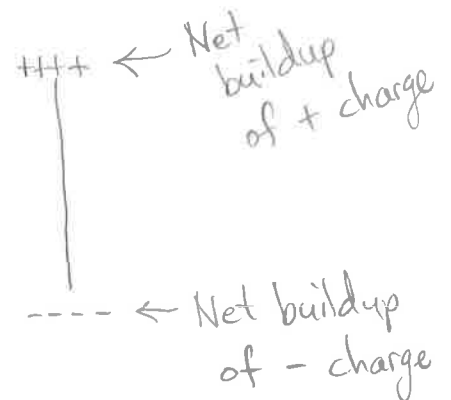 ++++ ← Net
buildup
of + charge
---- ← Net buildup
of - charge